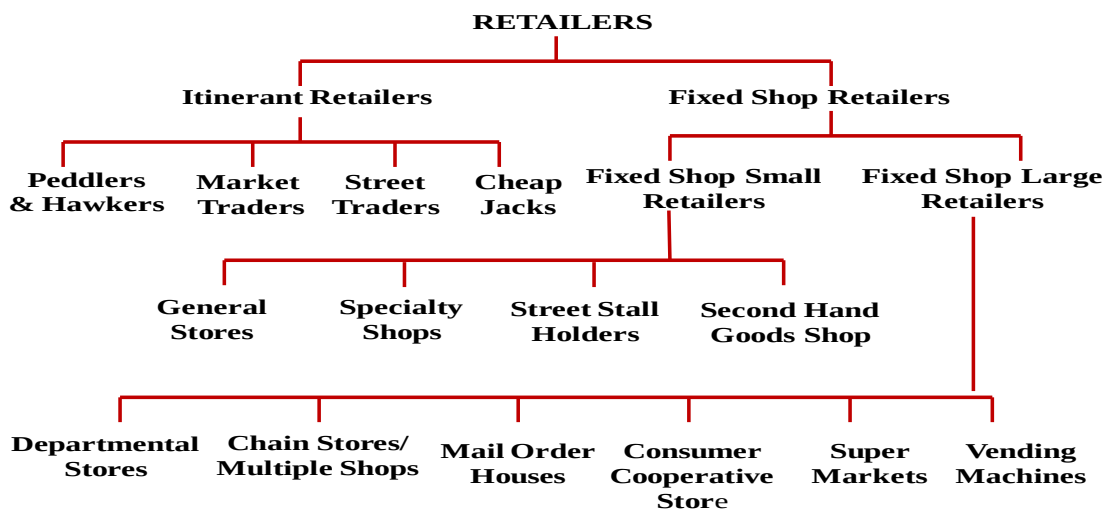 RETAILERS
Itinerant Retailers
Fixed Shop Retailers
Peddlers
& Hawkers
Market
Traders
Street
Traders
Cheap
Jacks
Fixed Shop Small
Retailers
Fixed Shop Large
Retailers
General
Stores
Specialty
Shops
Street Stall
Holders
Second Hand
Goods Shop
Departmental
Stores
Chain Stores/
Multiple Shops
Mail Order
Houses
Consumer
Cooperative
Store
Super
Markets
Vending
Machines